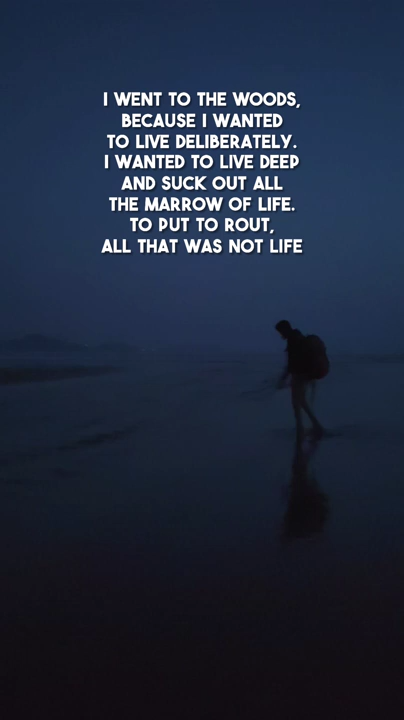 I WENT TO THE WOODS,
BECAUSE I WANTED
TO LIVE DELIBERATELY.
I WANTED TO LIVE DEEP
AND SUCK OUT ALL
THE MARROW OF LIFE.
TO PUT TO ROUT,
ALL THAT WAS NOT LIFE